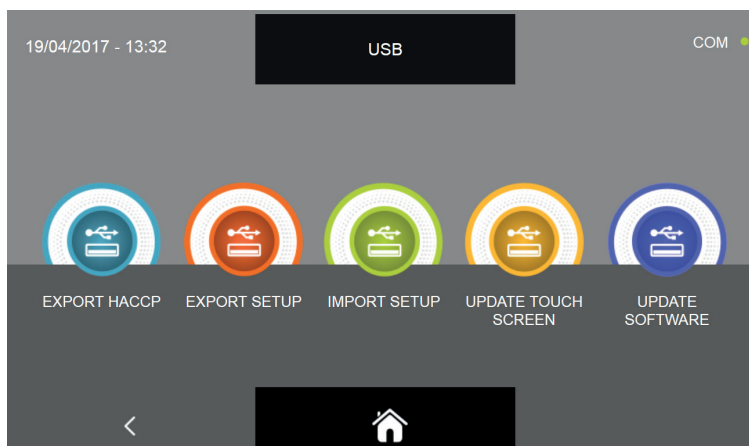 19/04/2017 - 13:32
USB
COM
EXPORT HACCP
EXPORT SETUP
IMPORT SETUP
UPDATE TOUCH
SCREEN
UPDATE
SOFTWARE